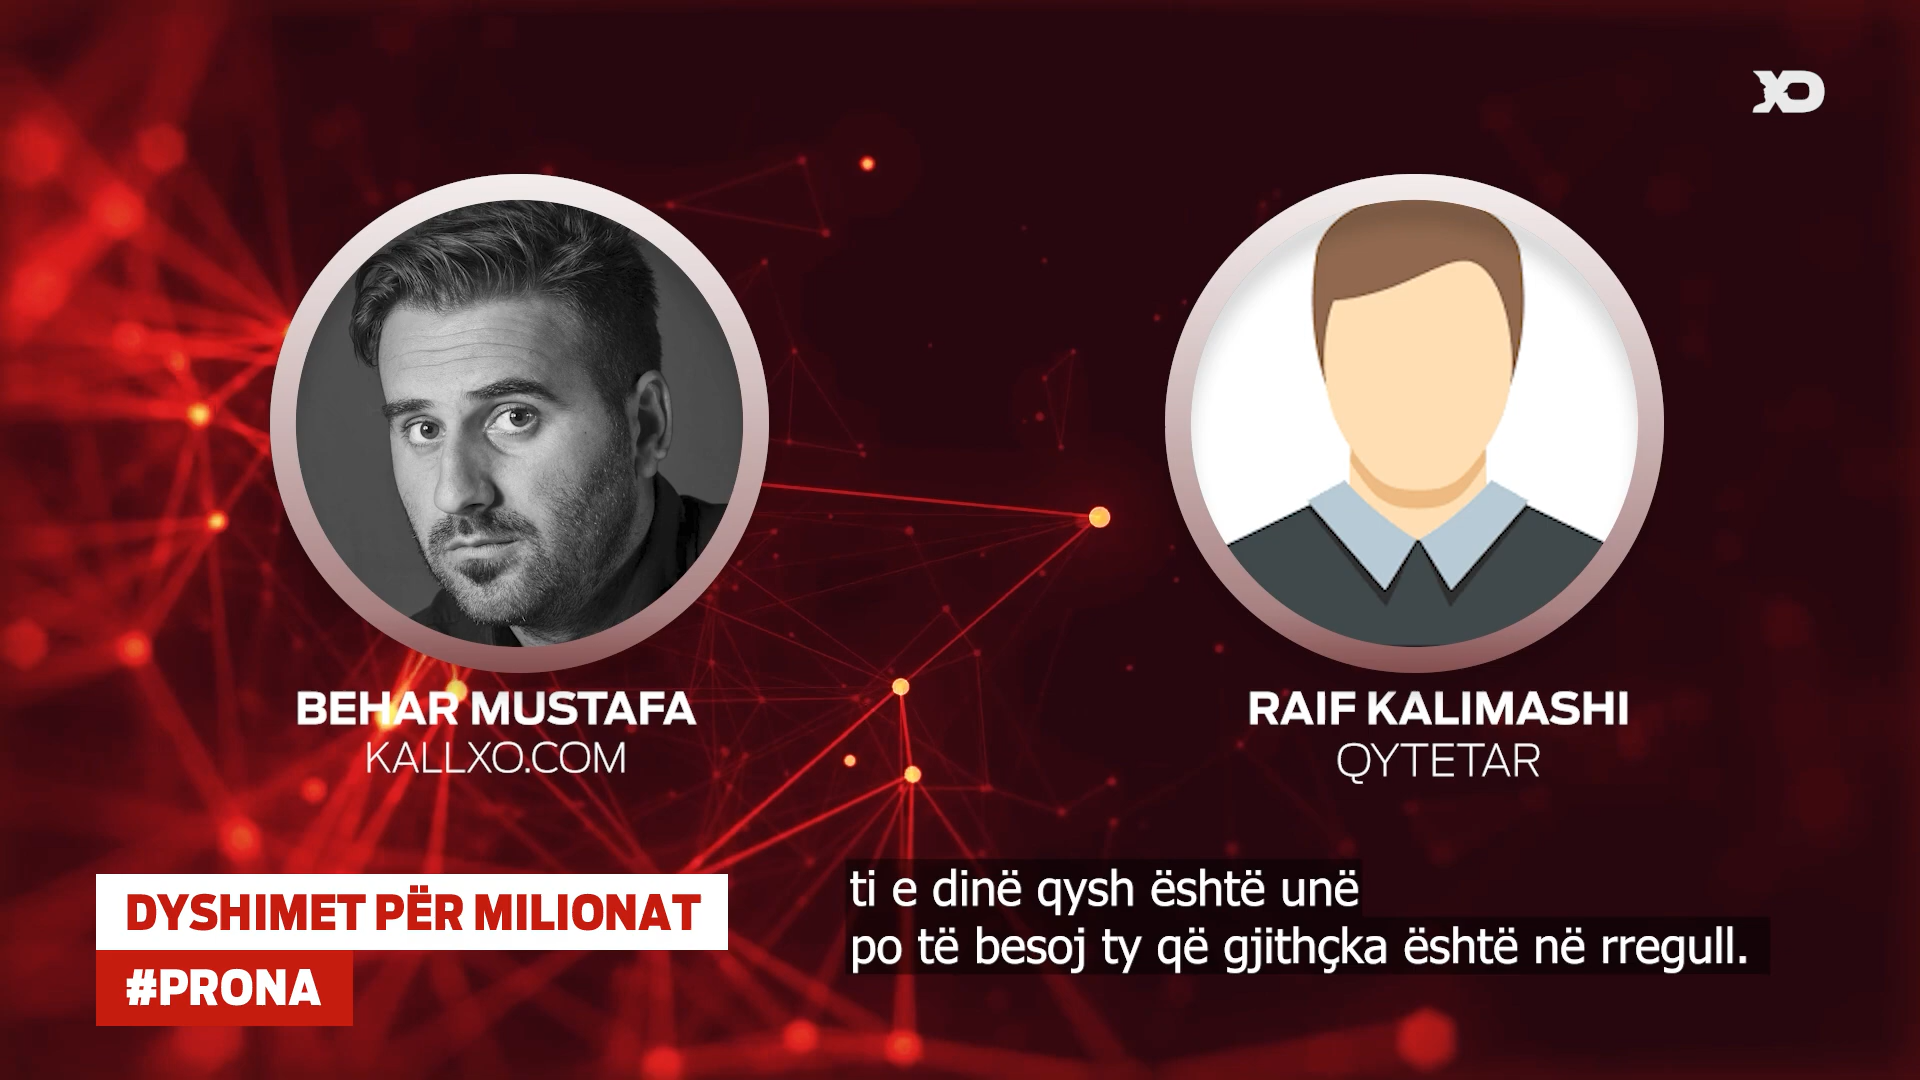 XO
BEHAR MUSTAFA
KALLXO.COM
RAIF KALIMASHI
QYTETAR
DYSHIMET PËR MILIONAT
#PRONA
ti e dinë qysh është unë
po të besoj ty që gjithçka është në rregull.